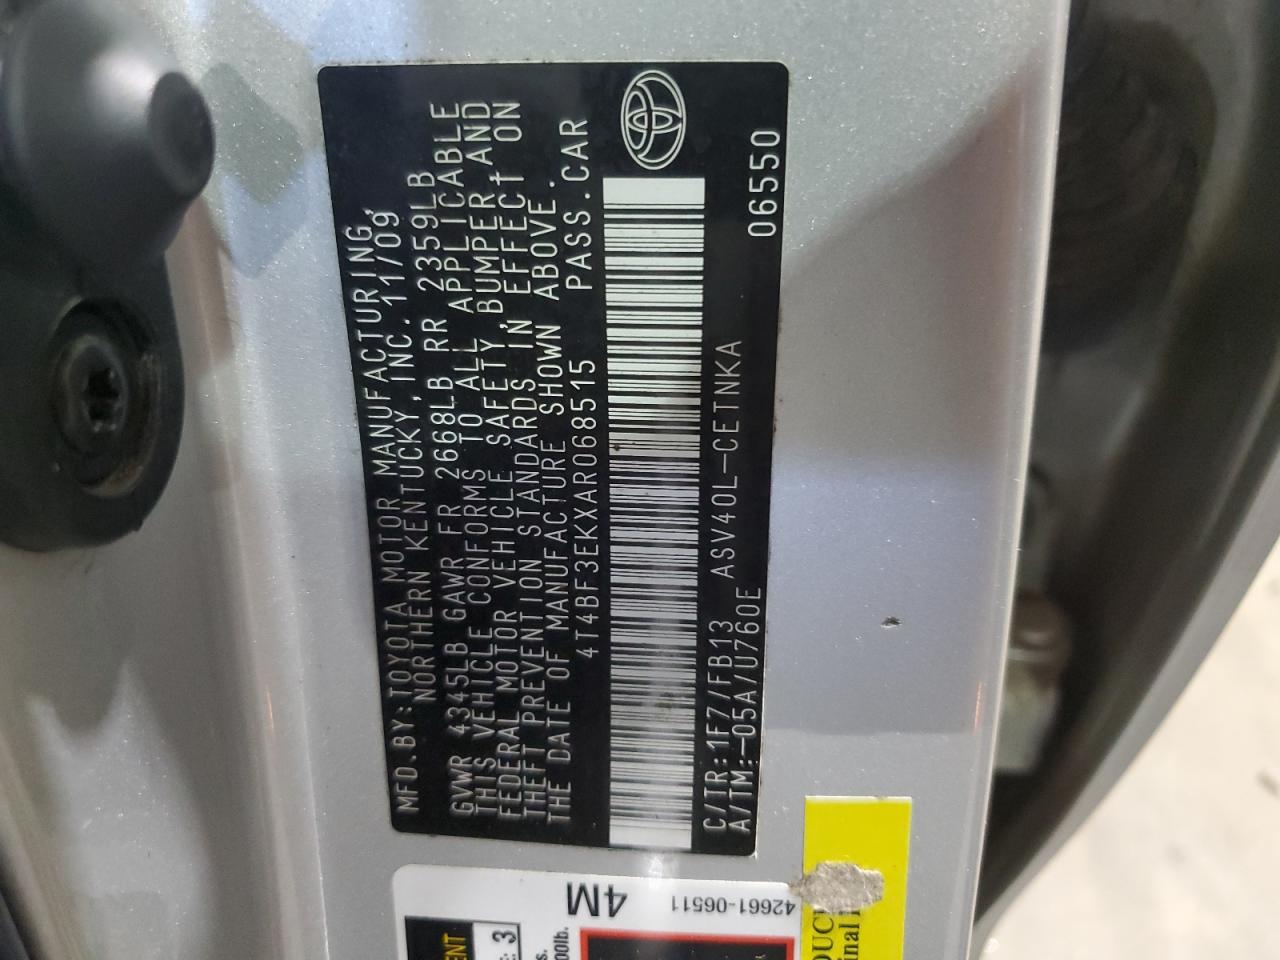 MFD. BY: TOYOTA MOTOR MANUFACTURING,
NORTHERN KENTUCKY, INC. 11/09
GVWR 4345LB GAWR FR 2668LB RR 2359LB
THIS VEHICLE CONFORMS TO ALL APPLICABLE
FEDERAL MOTOR VEHICLE SAFETY, BUMPER, AND
THEFT PREVENTION STANDARDS IN EFFECT ON
THE DATE OF MANUFACTURE SHOWN ABOVE.
4T4BF3EKXAR068515 PASS. CAR
C/TR: 1F7/FB13 ASV40L-CETNKA 06550
A/TM: -05A/U760E
4M
42661-06511
3
00lb.